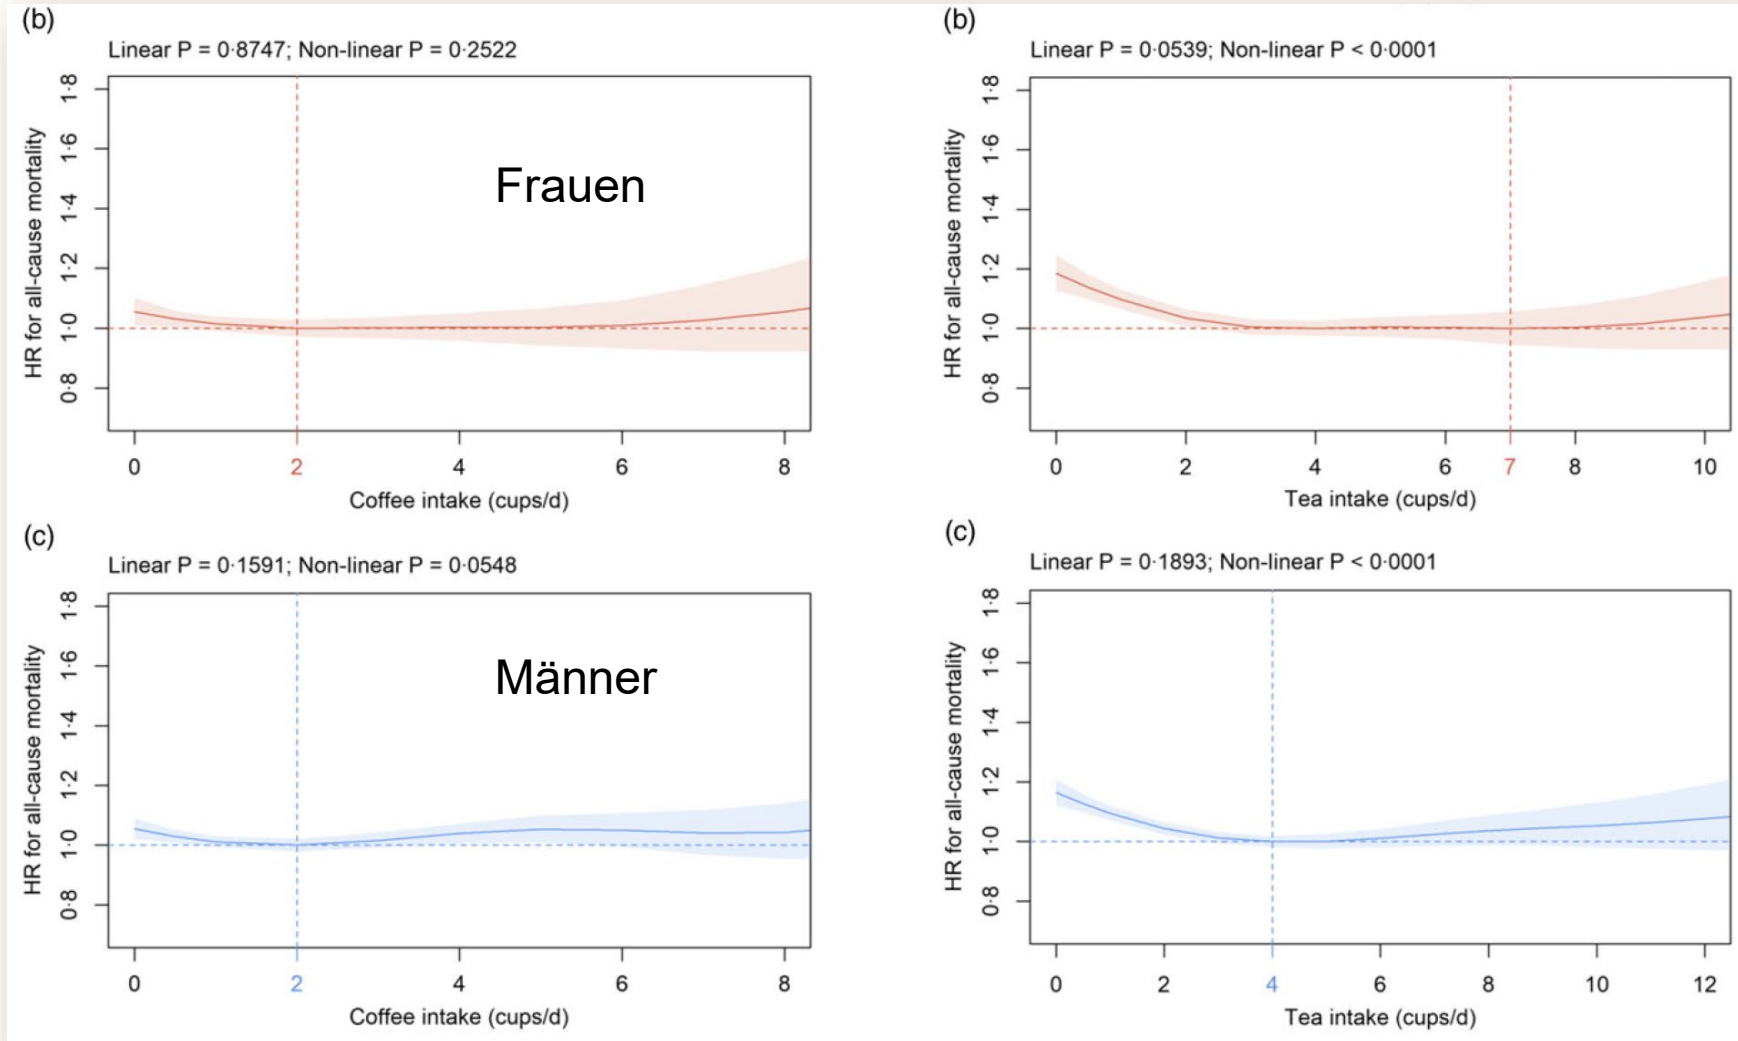 (b)
Linear P = 0·8747; Non-linear P = 0·2522
HR for all-cause mortality
1·8
1·6
1·4
1·2
1·0
0·8
Frauen
0 2 4 6 8
Coffee intake (cups/d)
(b)
Linear P = 0·0539; Non-linear P < 0·0001
HR for all-cause mortality
1·8
1·6
1·4
1·2
1·0
0·8
0 2 4 6 7 8 10
Tea intake (cups/d)
(c)
Linear P = 0·1591; Non-linear P = 0·0548
HR for all-cause mortality
1·8
1·6
1·4
1·2
1·0
0·8
Männer
0 2 4 6 8
Coffee intake (cups/d)
(c)
Linear P = 0·1893; Non-linear P < 0·0001
HR for all-cause mortality
1·8
1·6
1·4
1·2
1·0
0·8
0 2 4 6 8 10 12
Tea intake (cups/d)